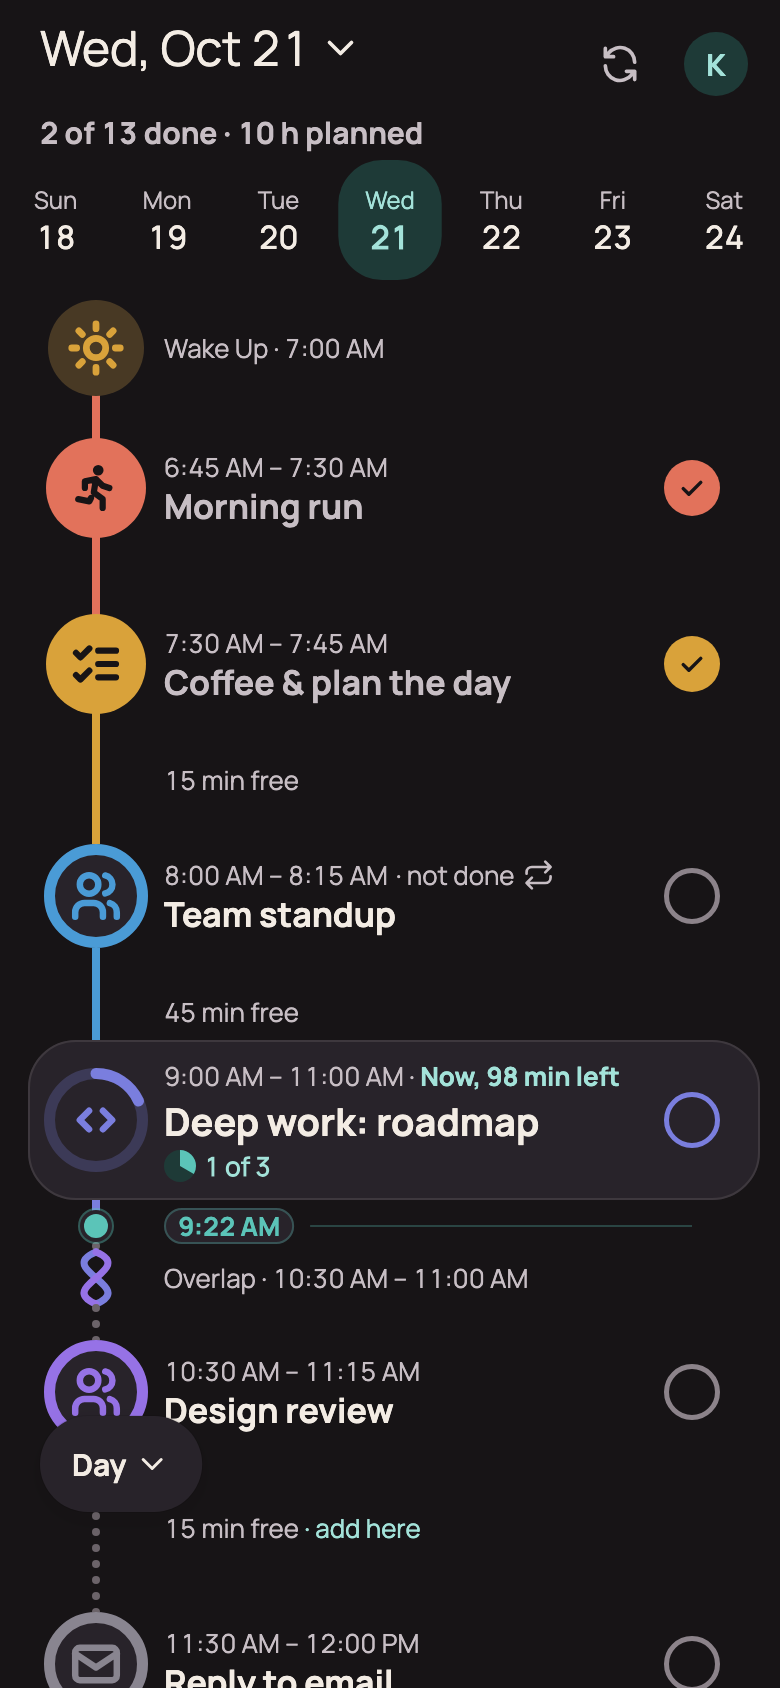 Wed, Oct 21
K
2 of 13 done · 10 h planned
Sun Mon Tue Wed Thu Fri Sat
18 19 20 21 22 23 24
Wake Up · 7:00 AM
6:45 AM – 7:30 AM
Morning run
7:30 AM – 7:45 AM
Coffee & plan the day
15 min free
8:00 AM – 8:15 AM · not done
Team standup
45 min free
9:00 AM – 11:00 AM · Now, 98 min left
Deep work: roadmap
1 of 3
9:22 AM
Overlap · 10:30 AM – 11:00 AM
10:30 AM – 11:15 AM
Design review
Day
15 min free · add here
11:30 AM – 12:00 PM
Reply to email